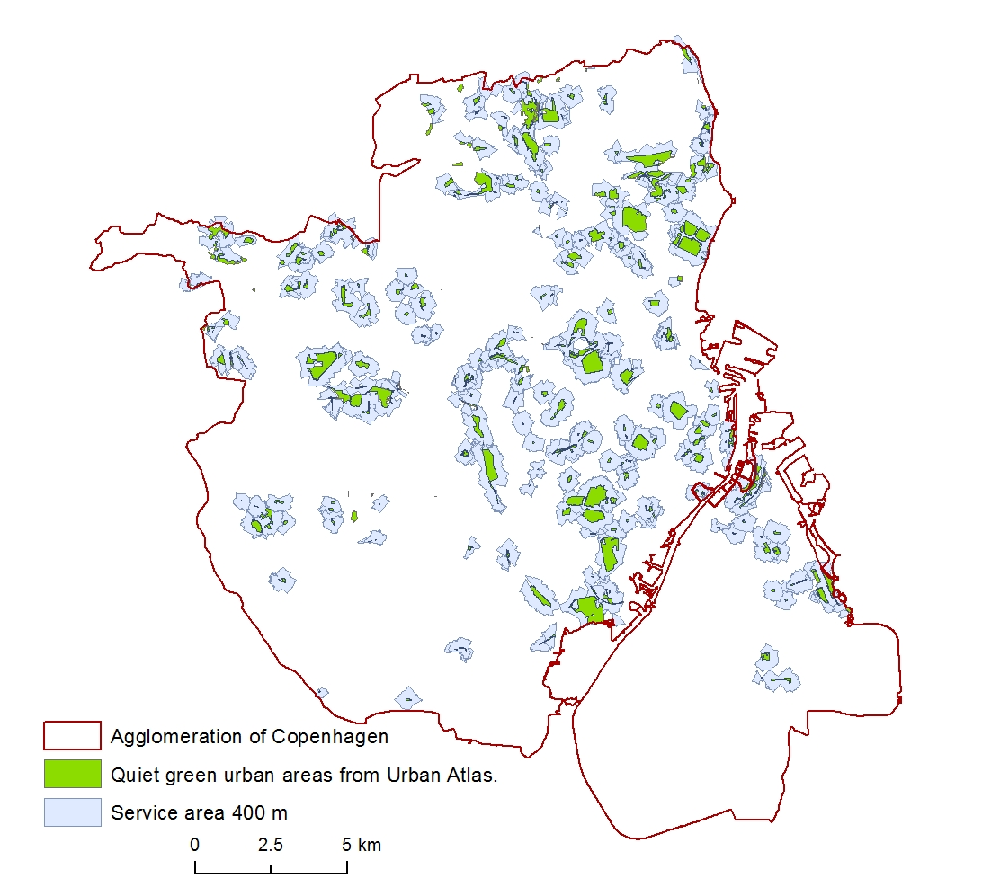 Agglomeration of Copenhagen
Quiet green urban areas from Urban Atlas.
Service area 400 m
0 2.5 5 km